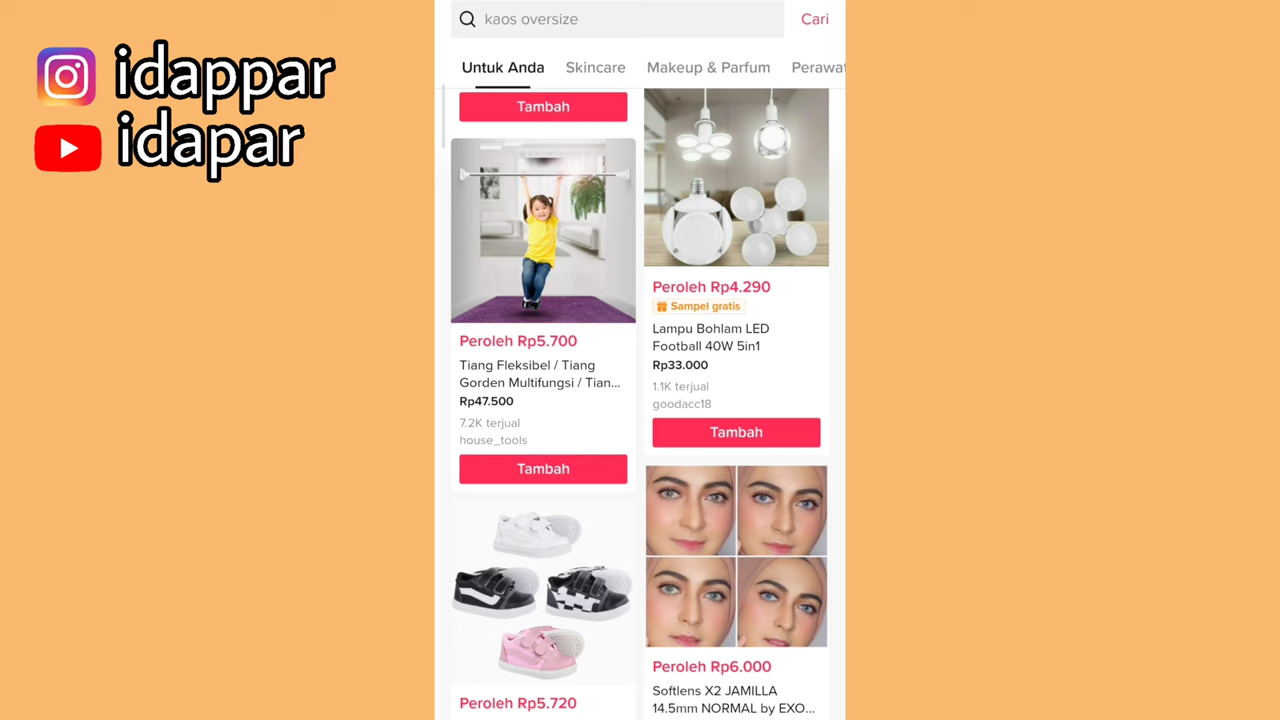 idappar
idapar
kaos oversize
Cari
Untuk Anda
Skincare
Makeup & Parfum
Perawat
Tambah
Peroleh Rp5.700
Tiang Fleksibel / Tiang
Gorden Multifungsi / Tian...
Rp47.500
7.2K terjual
house_tools
Tambah
Peroleh Rp5.720
Peroleh Rp4.290
Sampel gratis
Lampu Bohlam LED
Football 40W 5in1
Rp33.000
1.1K terjual
goodacc18
Tambah
Peroleh Rp6.000
Softlens X2 JAMILLA
14.5mm NORMAL by EXO...